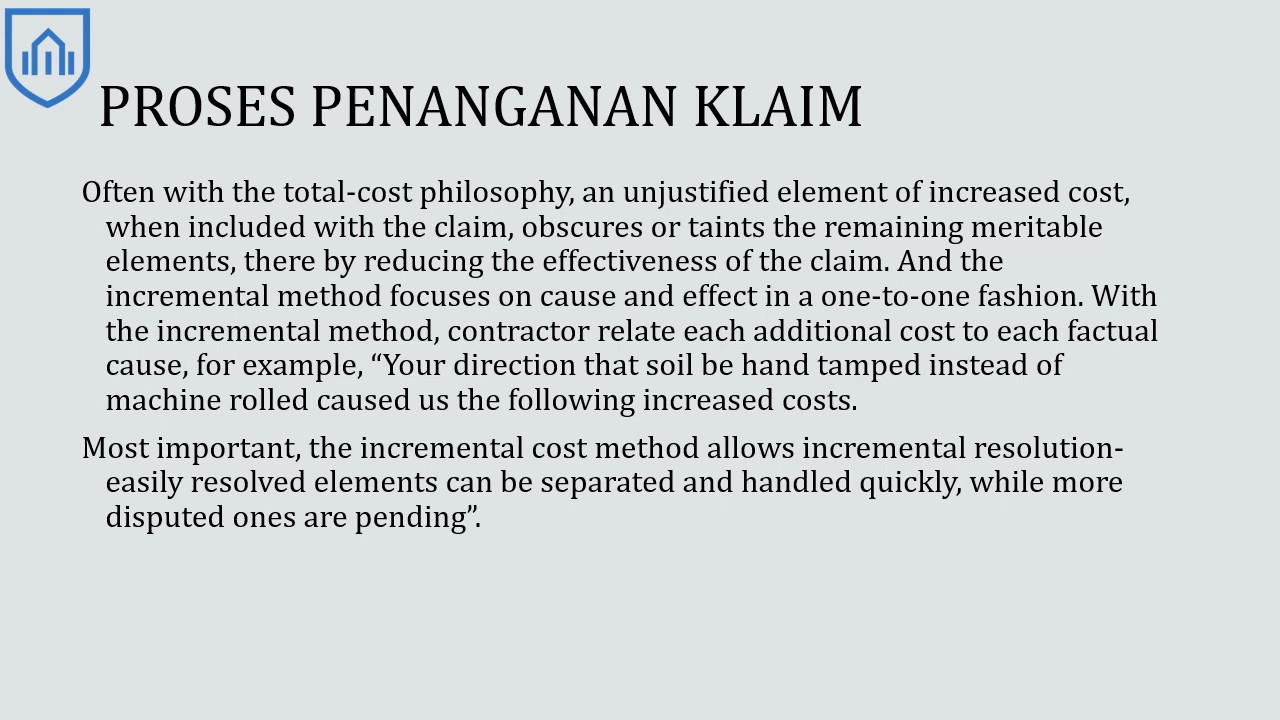 PROSES PENANGANAN KLAIM
Often with the total-cost philosophy, an unjustified element of increased cost,
when included with the claim, obscures or taints the remaining meritable
elements, there by reducing the effectiveness of the claim. And the
incremental method focuses on cause and effect in a one-to-one fashion. With
the incremental method, contractor relate each additional cost to each factual
cause, for example, “Your direction that soil be hand tamped instead of
machine rolled caused us the following increased costs.
Most important, the incremental cost method allows incremental resolution-
easily resolved elements can be separated and handled quickly, while more
disputed ones are pending”.